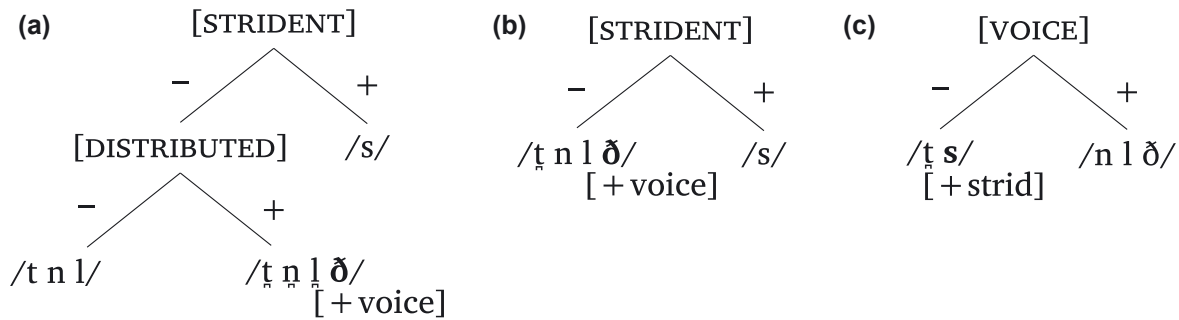 (a) [STRIDENT]
− +
[DISTRIBUTED] /s/
− +
/t n l/ /t̪ n̪ l̪ ð/
[+voice]
(b) [STRIDENT]
− +
/t̪ n l ð/ /s/
[+voice]
(c) [VOICE]
− +
/t̪ s/ /n l ð/
[+strid]